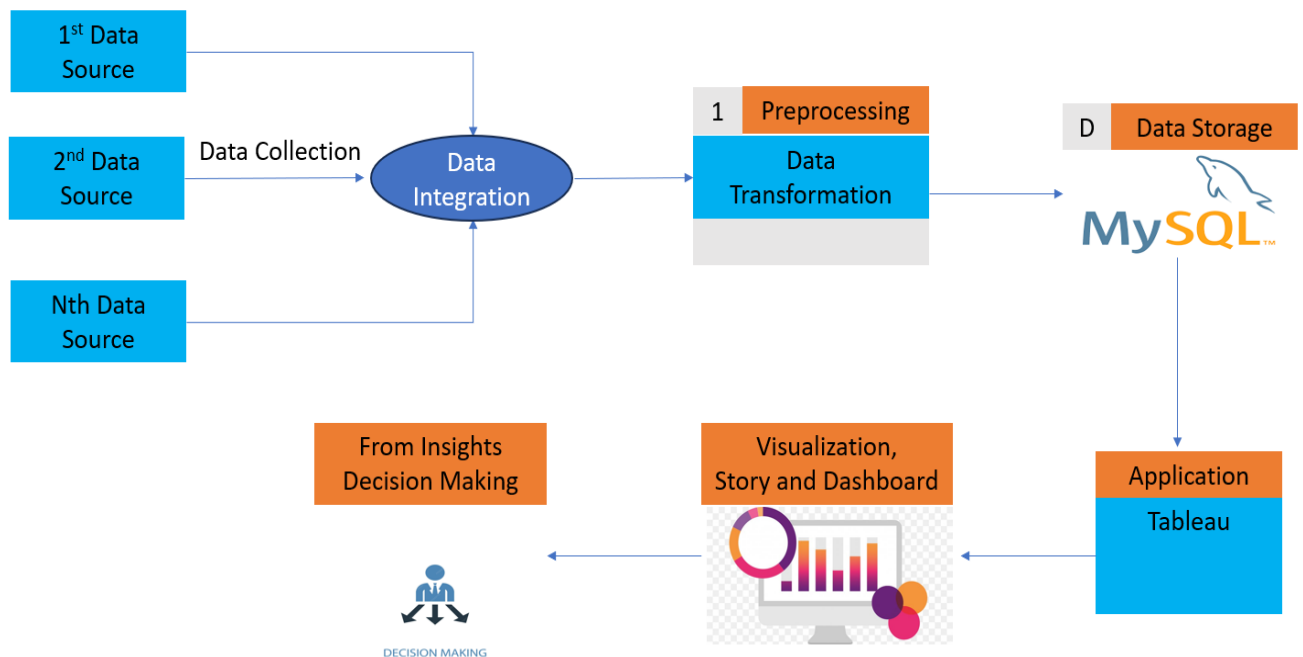 1st Data
Source
2nd Data
Source
Nth Data
Source
Data Collection
Data
Integration
1
Preprocessing
Data
Transformation
D
Data Storage
MySQL™
Application
Tableau
Visualization,
Story and Dashboard
From Insights
Decision Making
DECISION MAKING